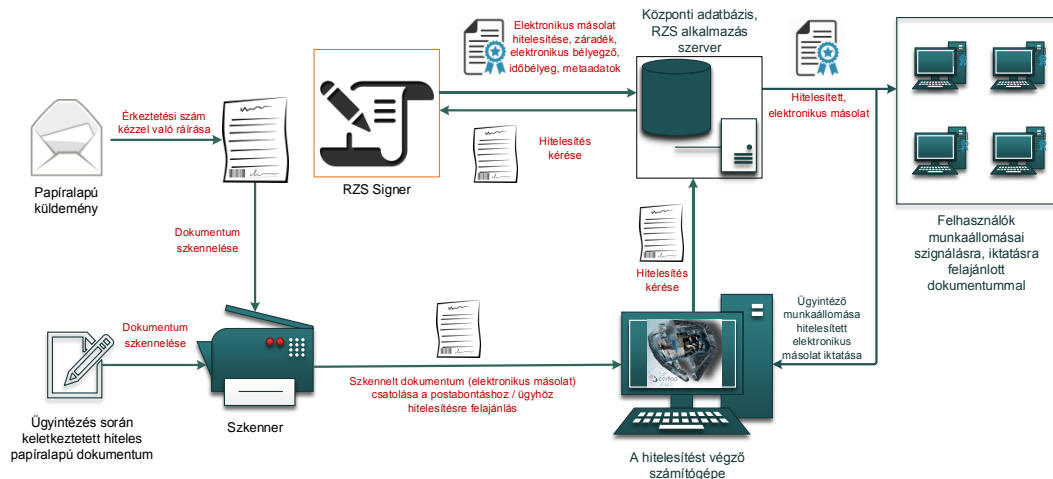 Elektronikus másolat
hitelesítése, záradék,
elektronikus bélyegző,
időbélyeg, metaadatok
Központi adatbázis,
RZS alkalmazás
szerver
Érkeztetési szám
kézzel való ráírása
Hitelesített,
elektronikus másolat
Hitelesítés
kérése
Papíralapú
küldemény
RZS Signer
Felhasználók
munkaállomásai
szignálásra, iktatásra
felajánlott
dokumentummal
Dokumentum
szkennelése
Hitelesítés
kérése
Ügyintéző
munkaállomása
hitelesített
elektronikus
másolat iktatása
Dokumentum
szkennelése
Szkennelt dokumentum (elektronikus másolat)
csatolása a postabontáshoz / ügyhöz
hitelesítésre felajánlás
Ügyintézés során
keletkeztetett hiteles
papíralapú dokumentum
Szkenner
A hitelesítést végző
számítógépe